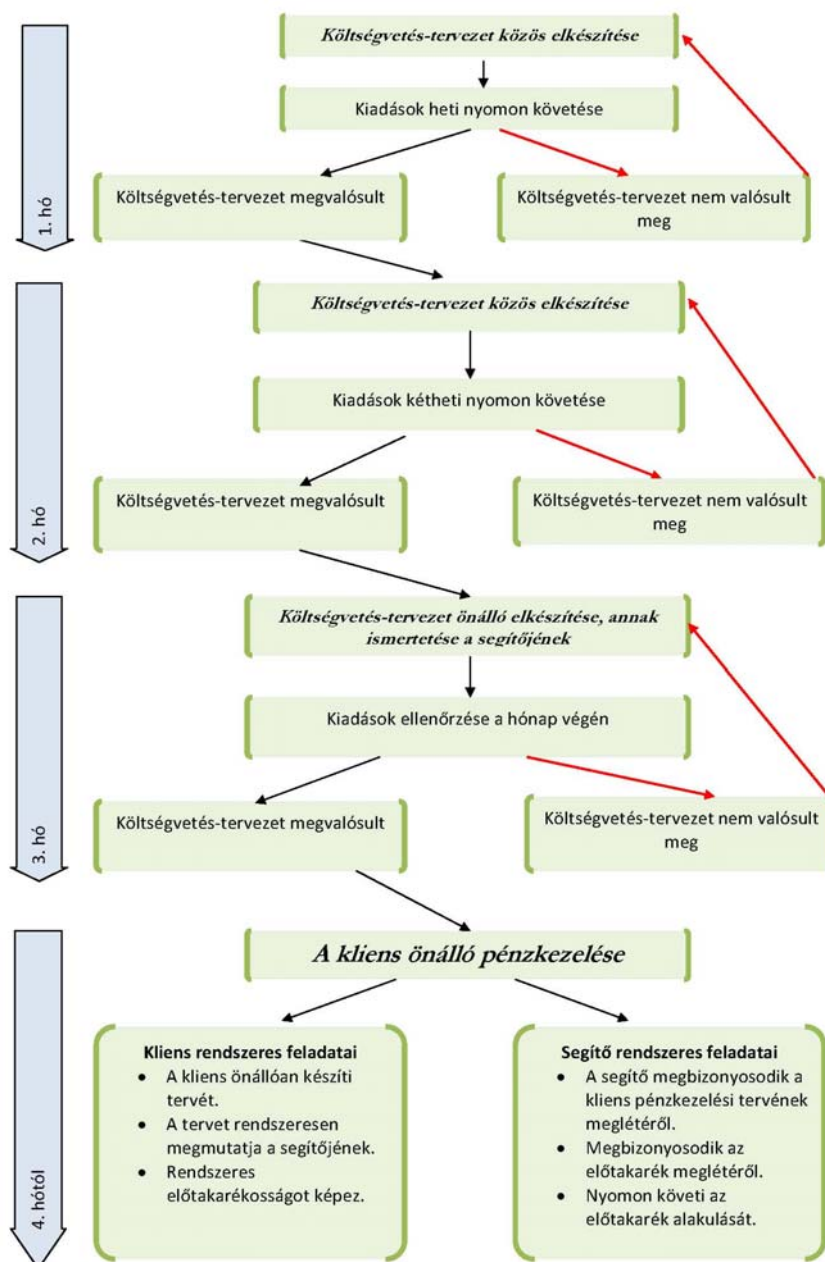 1. hó
Költségvetés-tervezet közös elkészítése
Kiadások heti nyomon követése
Költségvetés-tervezet megvalósult
Költségvetés-tervezet nem valósult
meg
2. hó
Költségvetés-tervezet közös elkészítése
Kiadások kétheti nyomon követése
Költségvetés-tervezet megvalósult
Költségvetés-tervezet nem valósult
meg
3. hó
Költségvetés-tervezet önálló elkészítése, annak
ismertetése a segítőjének
Kiadások ellenőrzése a hónap végén
Költségvetés-tervezet megvalósult
Költségvetés-tervezet nem valósult
meg
4. hótól
A kliens önálló pénzkezelése
Kliens rendszeres feladatai
• A kliens önállóan készíti
tervét.
• A tervet rendszeresen
megmutatja a segítőjének.
• Rendszeres
előtakarékosságot képez.
Segítő rendszeres feladatai
• A segítő megbizonyosodik a
kliens pénzkezelési tervének
meglétéről.
• Megbizonyosodik az
előtakarék meglétéről.
• Nyomon követi az
előtakarék alakulását.